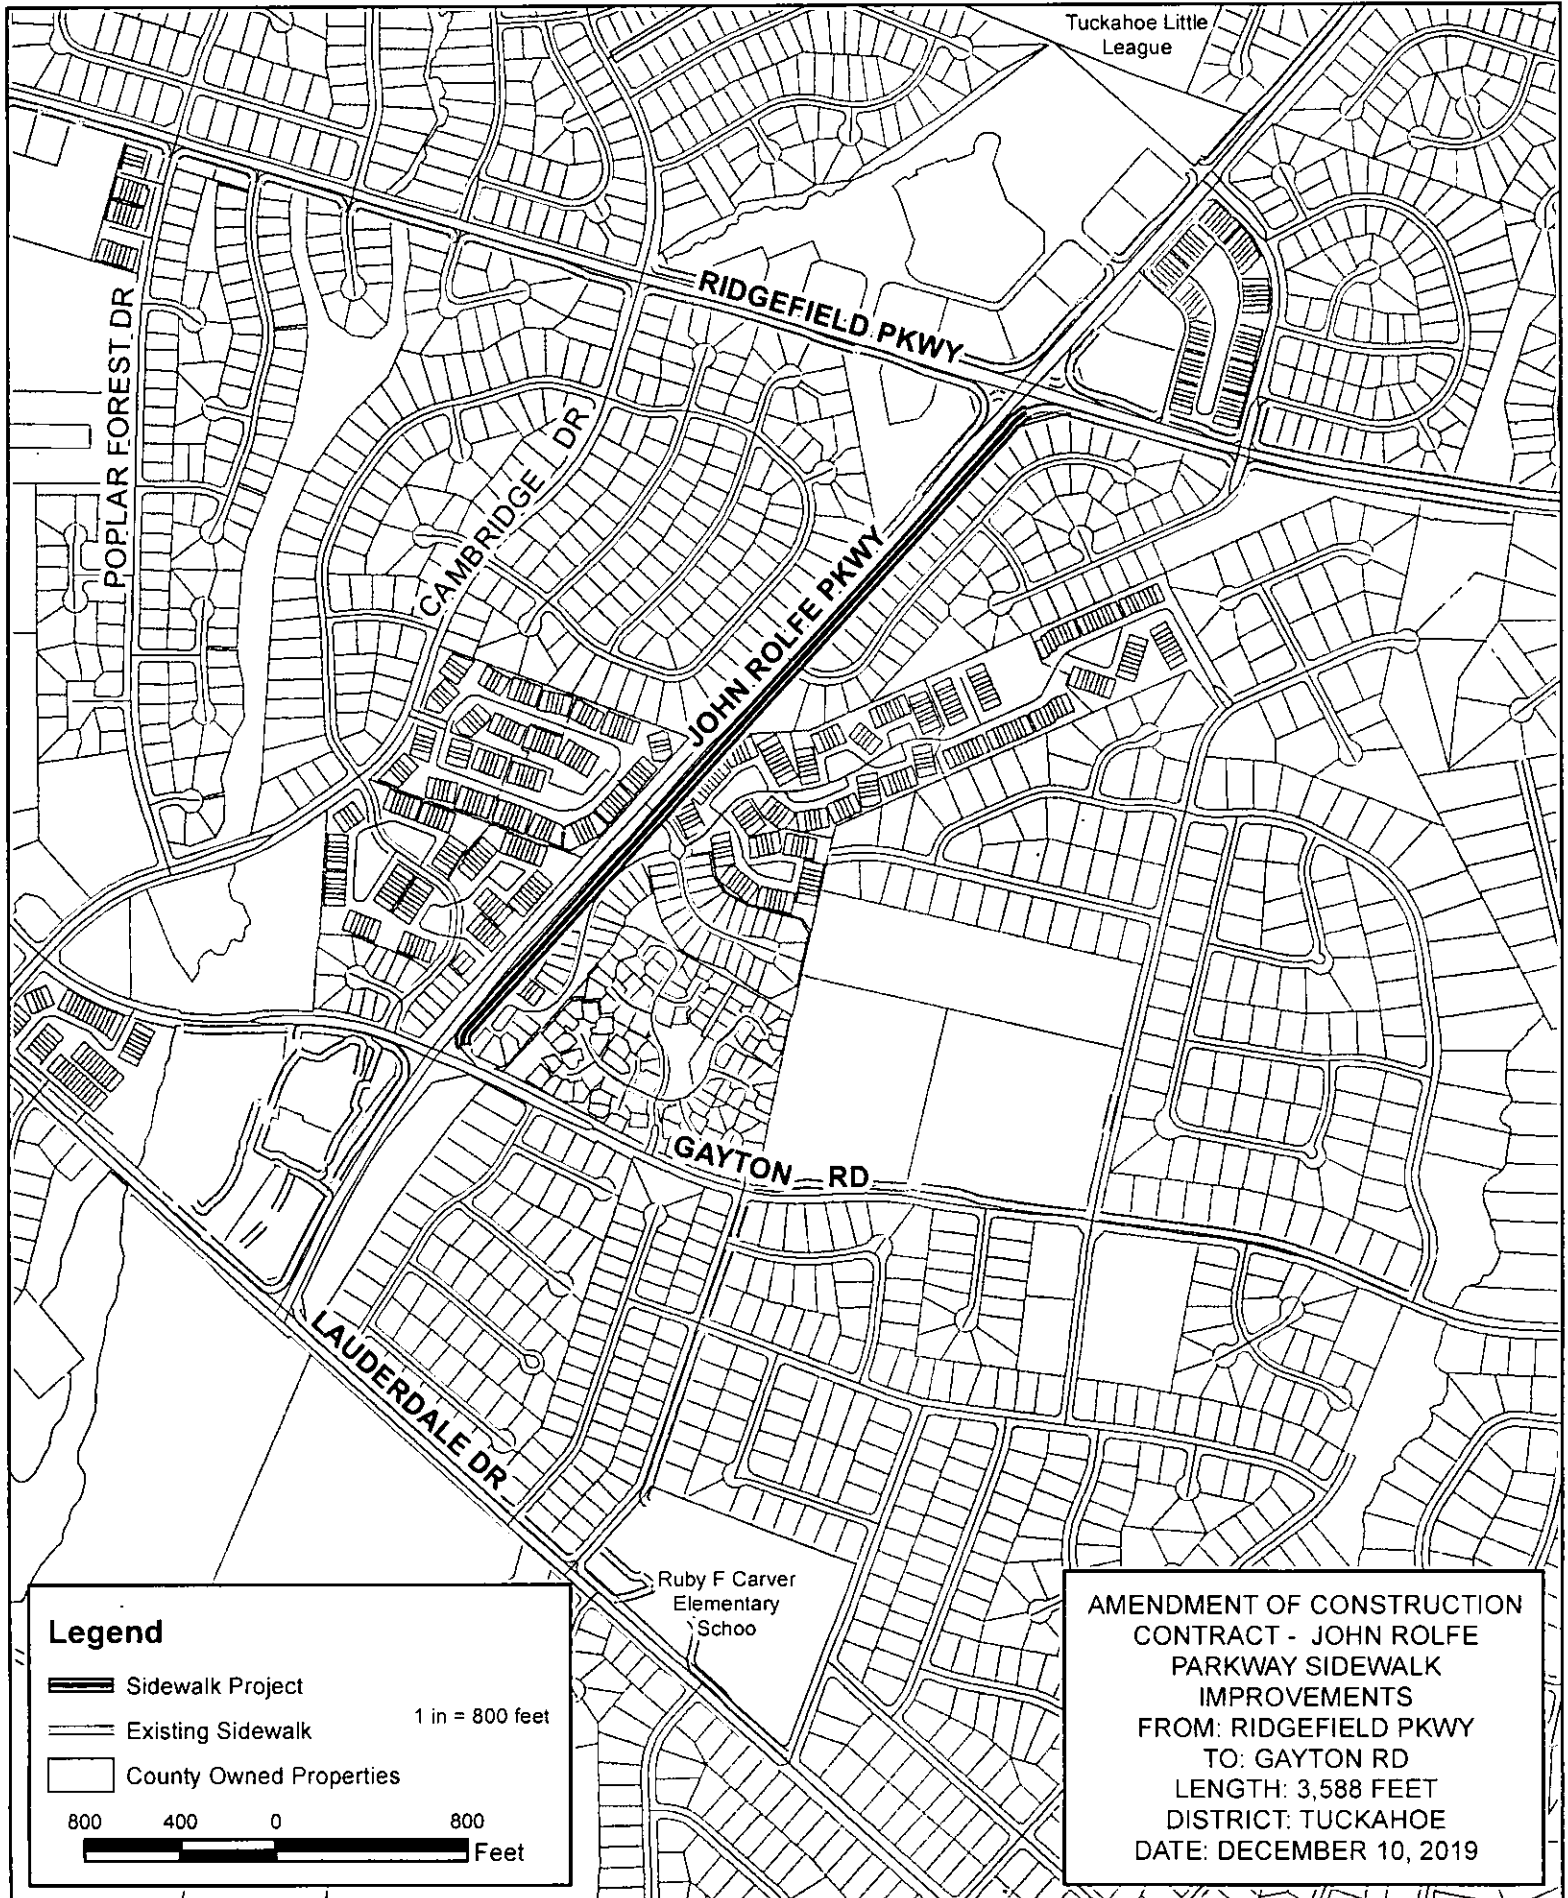 Tuckahoe Little
League
RIDGEFIELD PKWY
POPLAR FOREST DR
CAMBRIDGE DR
JOHN ROLFE PKWY
GAYTON RD
LAUDERDALE DR
Ruby F Carver
Elementary
Schoo
Legend
Sidewalk Project
Existing Sidewalk
1 in = 800 feet
County Owned Properties
800 400 0 800
Feet
AMENDMENT OF CONSTRUCTION
CONTRACT - JOHN ROLFE
PARKWAY SIDEWALK
IMPROVEMENTS
FROM: RIDGEFIELD PKWY
TO: GAYTON RD
LENGTH: 3,588 FEET
DISTRICT: TUCKAHOE
DATE: DECEMBER 10, 2019